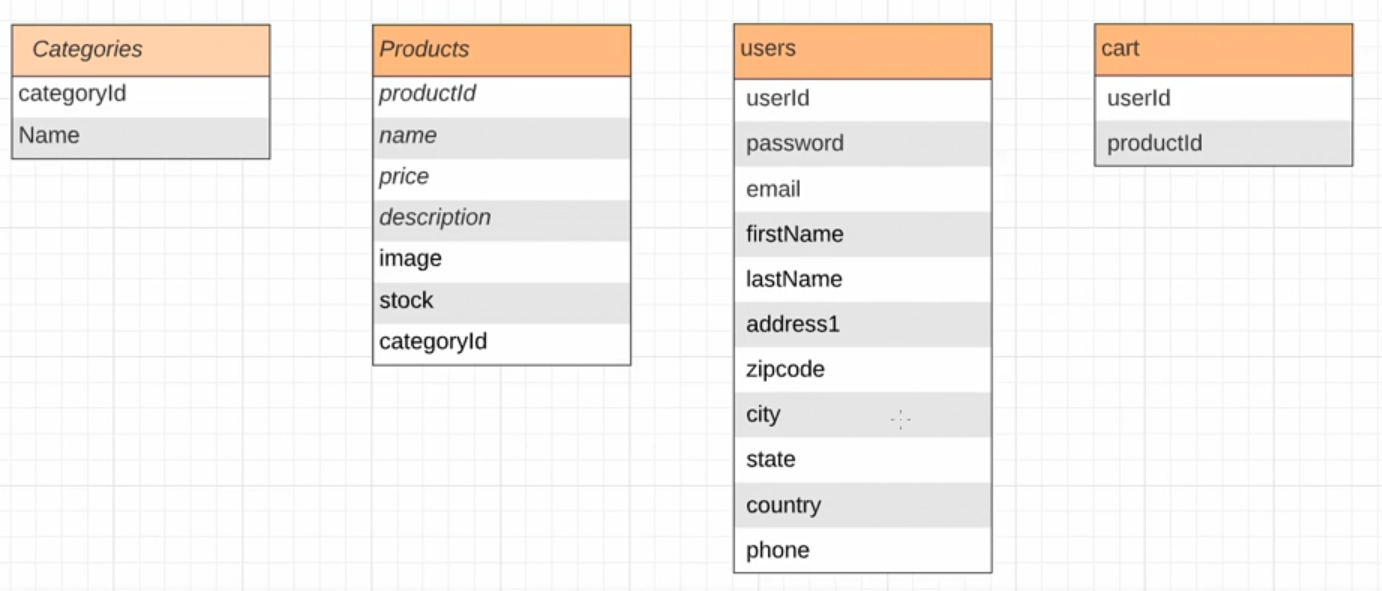 Categories
categoryId
Name
Products
productId
name
price
description
image
stock
categoryId
users
userId
password
email
firstName
lastName
address1
zipcode
city
state
country
phone
cart
userId
productId